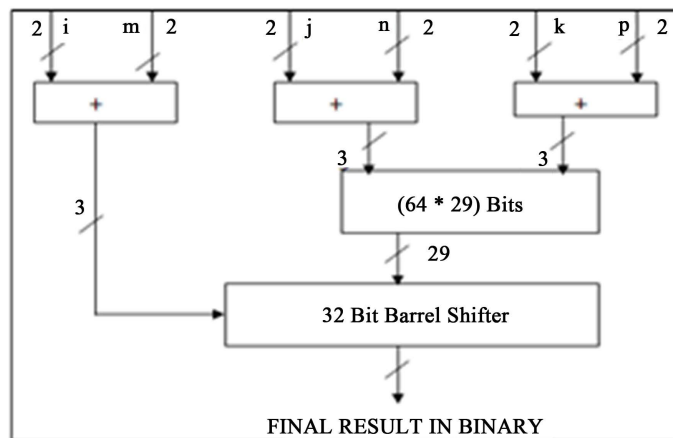 2 i m 2 2 j n 2 2 k p 2
+ + +
3 3
3
(64 * 29) Bits
29
32 Bit Barrel Shifter
FINAL RESULT IN BINARY